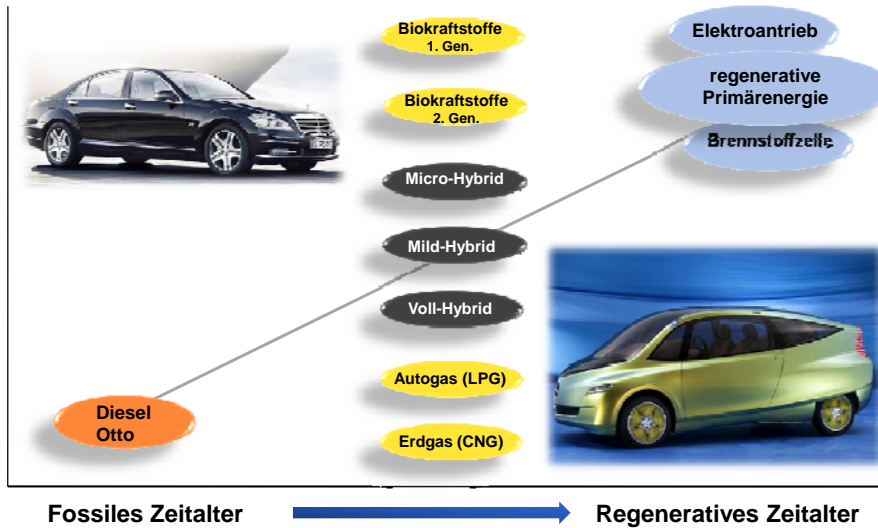 Biokraftstoffe
1. Gen.
Biokraftstoffe
2. Gen.
Micro-Hybrid
Mild-Hybrid
Voll-Hybrid
Autogas (LPG)
Erdgas (CNG)
Diesel
Otto
Elektroantrieb
regenerative
Primärenergie
Brennstoffzelle
Fossiles Zeitalter
Regeneratives Zeitalter